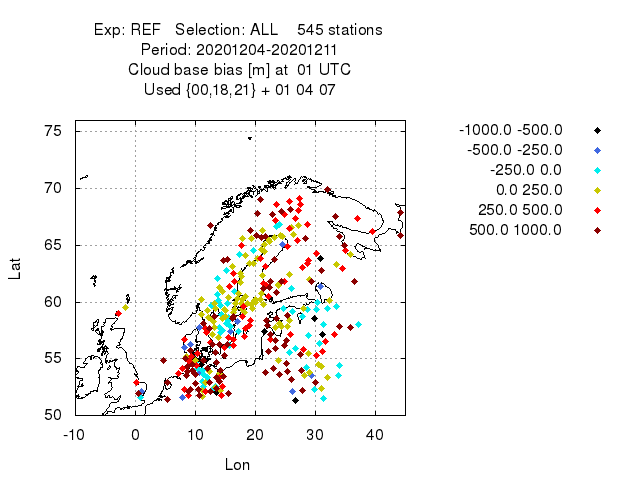 Exp: REF   Selection: ALL    545 stations
Period: 20201204-20201211
Cloud base bias [m] at  01 UTC
Used {00,18,21} + 01 04 07
-1000.0 -500.0
-500.0 -250.0
-250.0 0.0
0.0 250.0
250.0 500.0
500.0 1000.0
75
70
65
60
55
50
Lat
-10 0 10 20 30 40
Lon